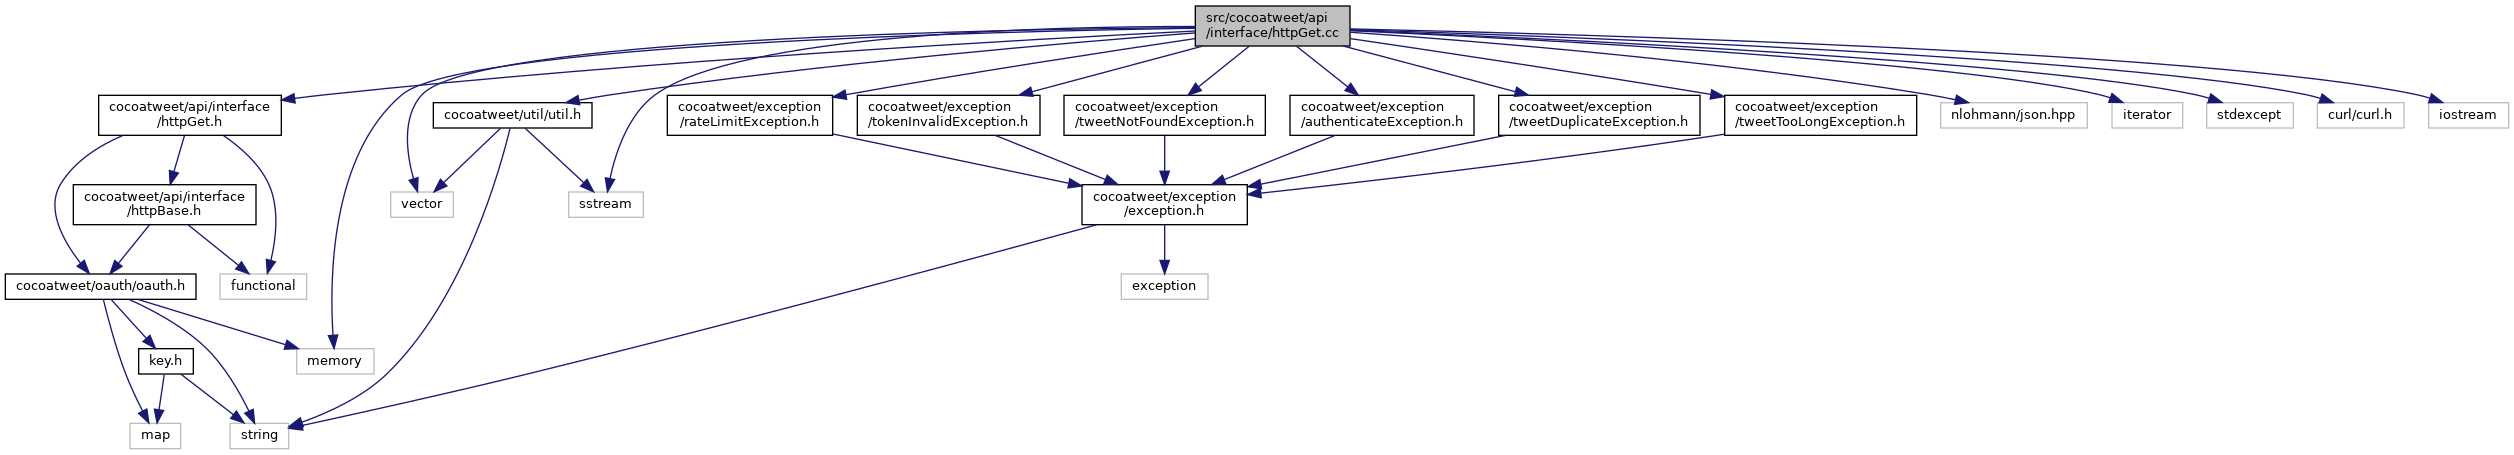 src/cocoatweet/api
/interface/httpGet.cc
cocoatweet/api/interface
/httpGet.h
cocoatweet/util/util.h
cocoatweet/exception
/rateLimitException.h
cocoatweet/exception
/tokenInvalidException.h
cocoatweet/exception
/tweetNotFoundException.h
cocoatweet/exception
/authenticateException.h
cocoatweet/exception
/tweetDuplicateException.h
cocoatweet/exception
/tweetTooLongException.h
nlohmann/json.hpp
iterator
stdexcept
curl/curl.h
iostream
cocoatweet/api/interface
/httpBase.h
vector
sstream
cocoatweet/exception
/exception.h
cocoatweet/oauth/oauth.h
functional
exception
key.h
memory
map
string